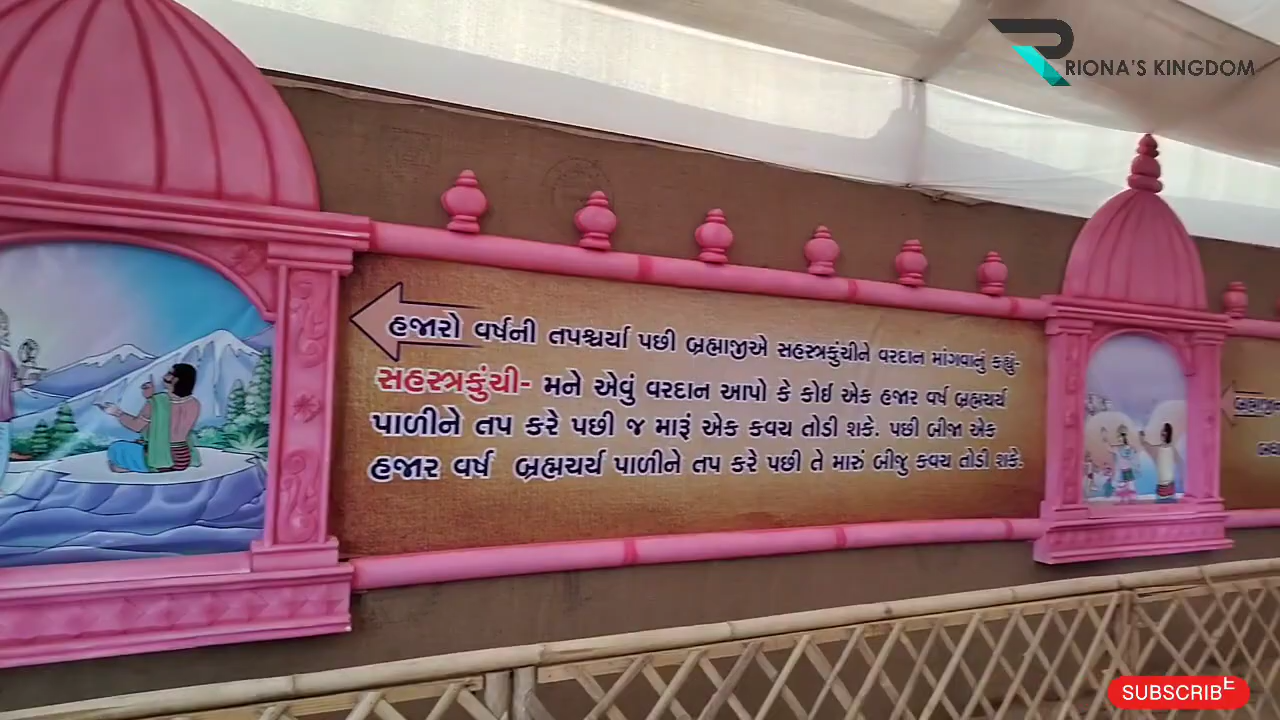 RIONA'S KINGDOM
હજારો વર્ષની તપશ્ચર્યા પછી બ્રહ્માજીએ સહસ્ત્રકુંચીને વરદાન માંગવાનું કહ્યું-
સહસ્ત્રકુંચી- મને એવું વરદાન આપો કે કોઇ એક હજાર વર્ષ બ્રહ્મચર્ય
પાળીને તપ કરે પછી જ મારૂં એક કવચ તોડી શકે. પછી બીજા એક
હજાર વર્ષ બ્રહ્મચર્ય પાળીને તપ કરે પછી તે મારું બીજુ કવચ તોડી શકે.
SUBSCRIBE